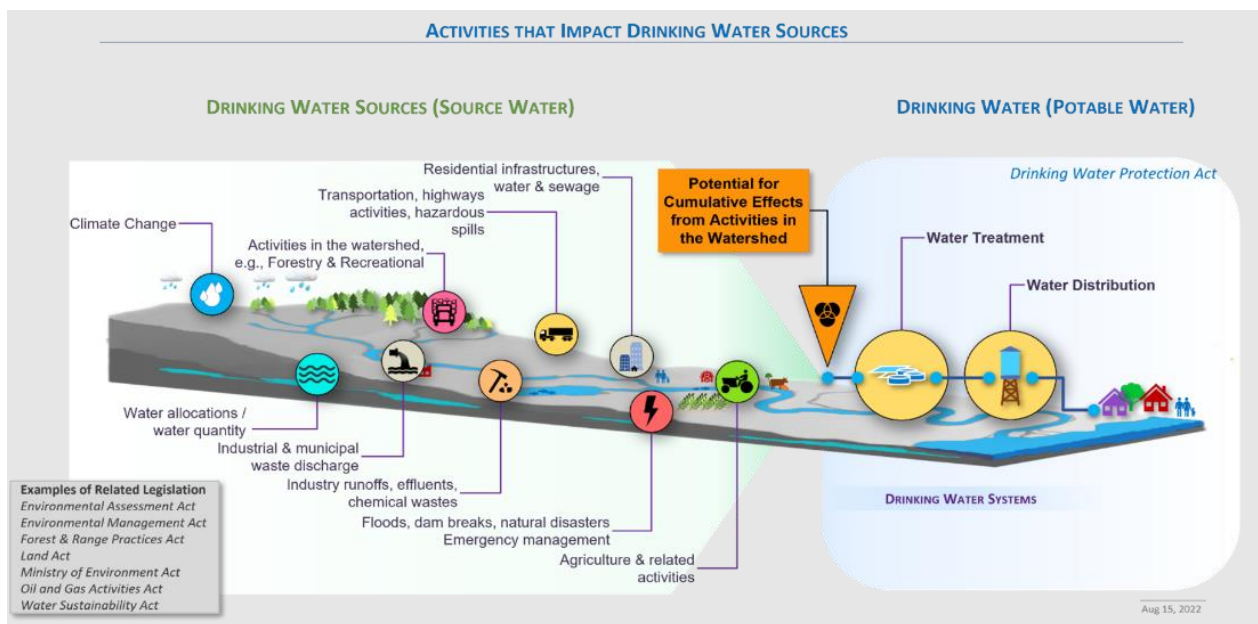 ACTIVITIES THAT IMPACT DRINKING WATER SOURCES
DRINKING WATER SOURCES (SOURCE WATER)
DRINKING WATER (POTABLE WATER)
Drinking Water Protection Act
Residential infrastructures,
water & sewage
Transportation, highways
activities, hazardous
spills
Climate Change
Activities in the watershed,
e.g., Forestry & Recreational
Potential for
Cumulative Effects
from Activities in
the Watershed
Water Treatment
Water Distribution
Water allocations /
water quantity
Industrial & municipal
waste discharge
Industry runoffs, effluents,
chemical wastes
Floods, dam breaks, natural disasters
Emergency management
Agriculture & related
activities
DRINKING WATER SYSTEMS
Examples of Related Legislation
Environmental Assessment Act
Environmental Management Act
Forest & Range Practices Act
Land Act
Ministry of Environment Act
Oil and Gas Activities Act
Water Sustainability Act
Aug 15, 2022